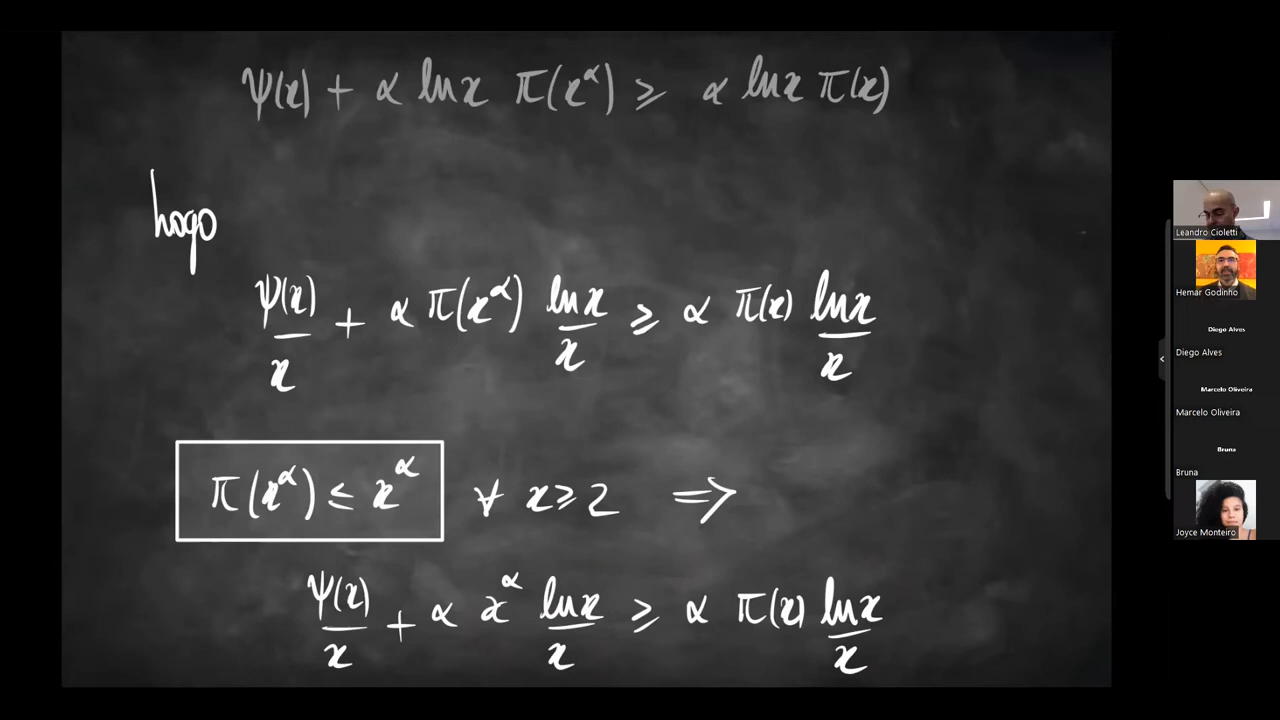 ψ(x) + α ln x π(x^α) ⩾ α ln x π(x)
Logo
ψ(x)/x + α π(x^α) ln x/x ⩾ α π(x) ln x/x
π(x^α) ≤ x^α ∀ x ⩾ 2 ⇒
ψ(x)/x + α x^α ln x/x ⩾ α π(x) ln x/x
Leandro Cioletti
Hemar Godinho
Diego Alves
Diego Alves
Marcelo Oliveira
Marcelo Oliveira
Bruna
Bruna
Joyce Monteiro